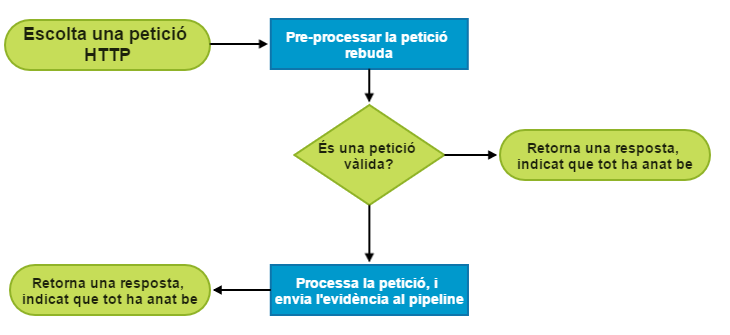 Escolta una petició
HTTP
Pre-processar la petició
rebuda
És una petició
vàlida?
Retorna una resposta,
indicat que tot ha anat be
Processa la petició, i
envia l'evidència al pipeline
Retorna una resposta,
indicat que tot ha anat be